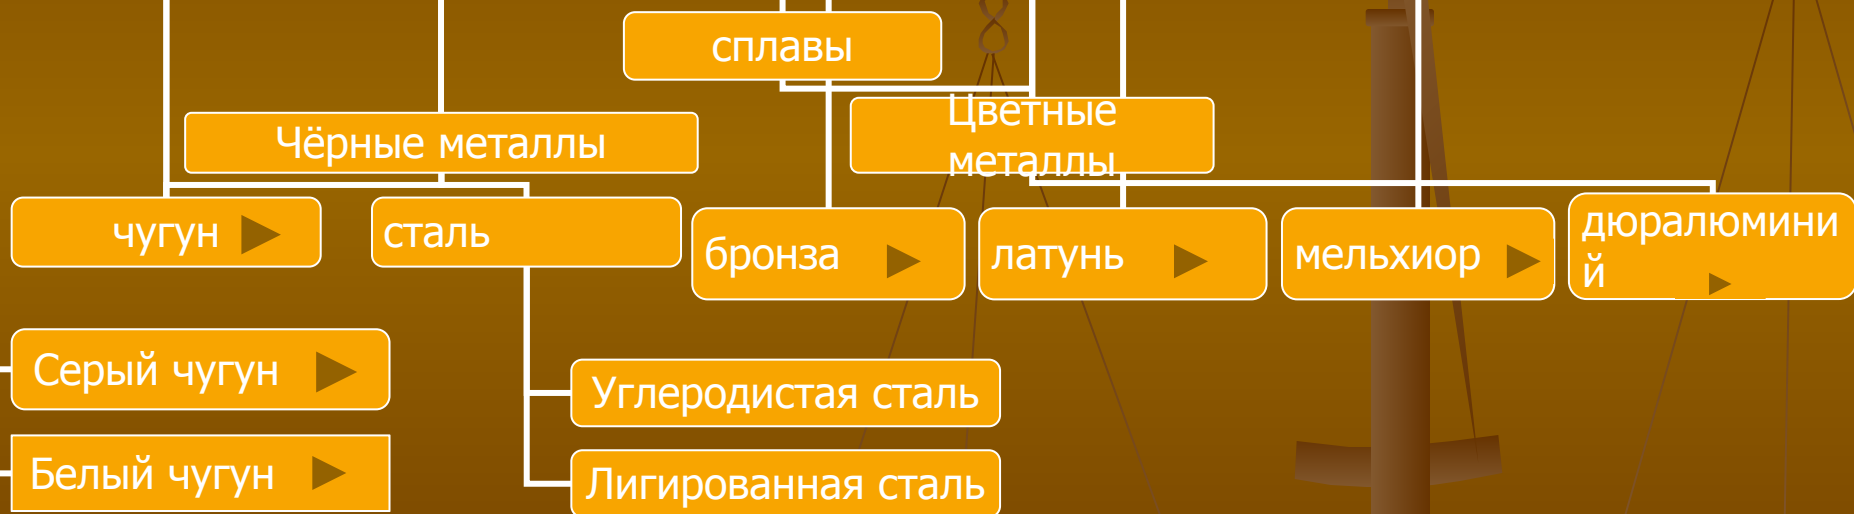 сплавы
Чёрные металлы
Цветные
металлы
чугун
сталь
бронза
латунь
мельхиор
дюралюмини
й
Серый чугун
Углеродистая сталь
Белый чугун
Лигированная сталь